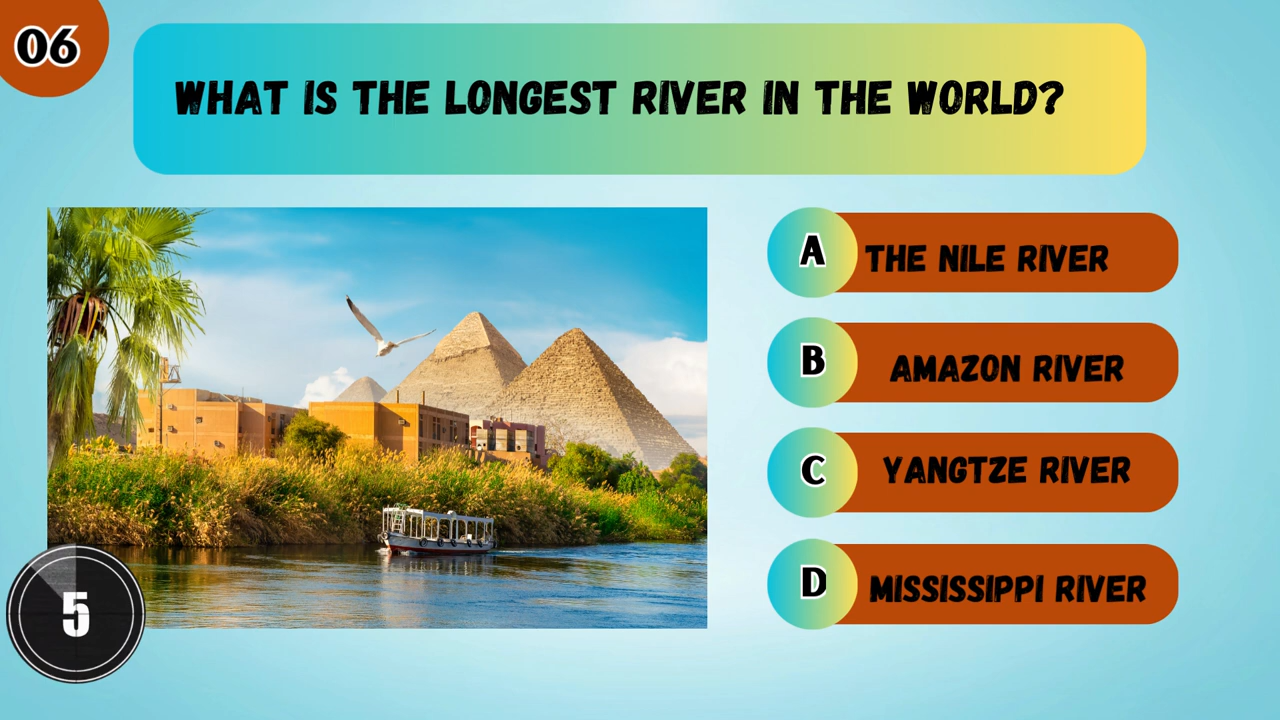 06
WHAT IS THE LONGEST RIVER IN THE WORLD?
A THE NILE RIVER
B AMAZON RIVER
C YANGTZE RIVER
D MISSISSIPPI RIVER
5